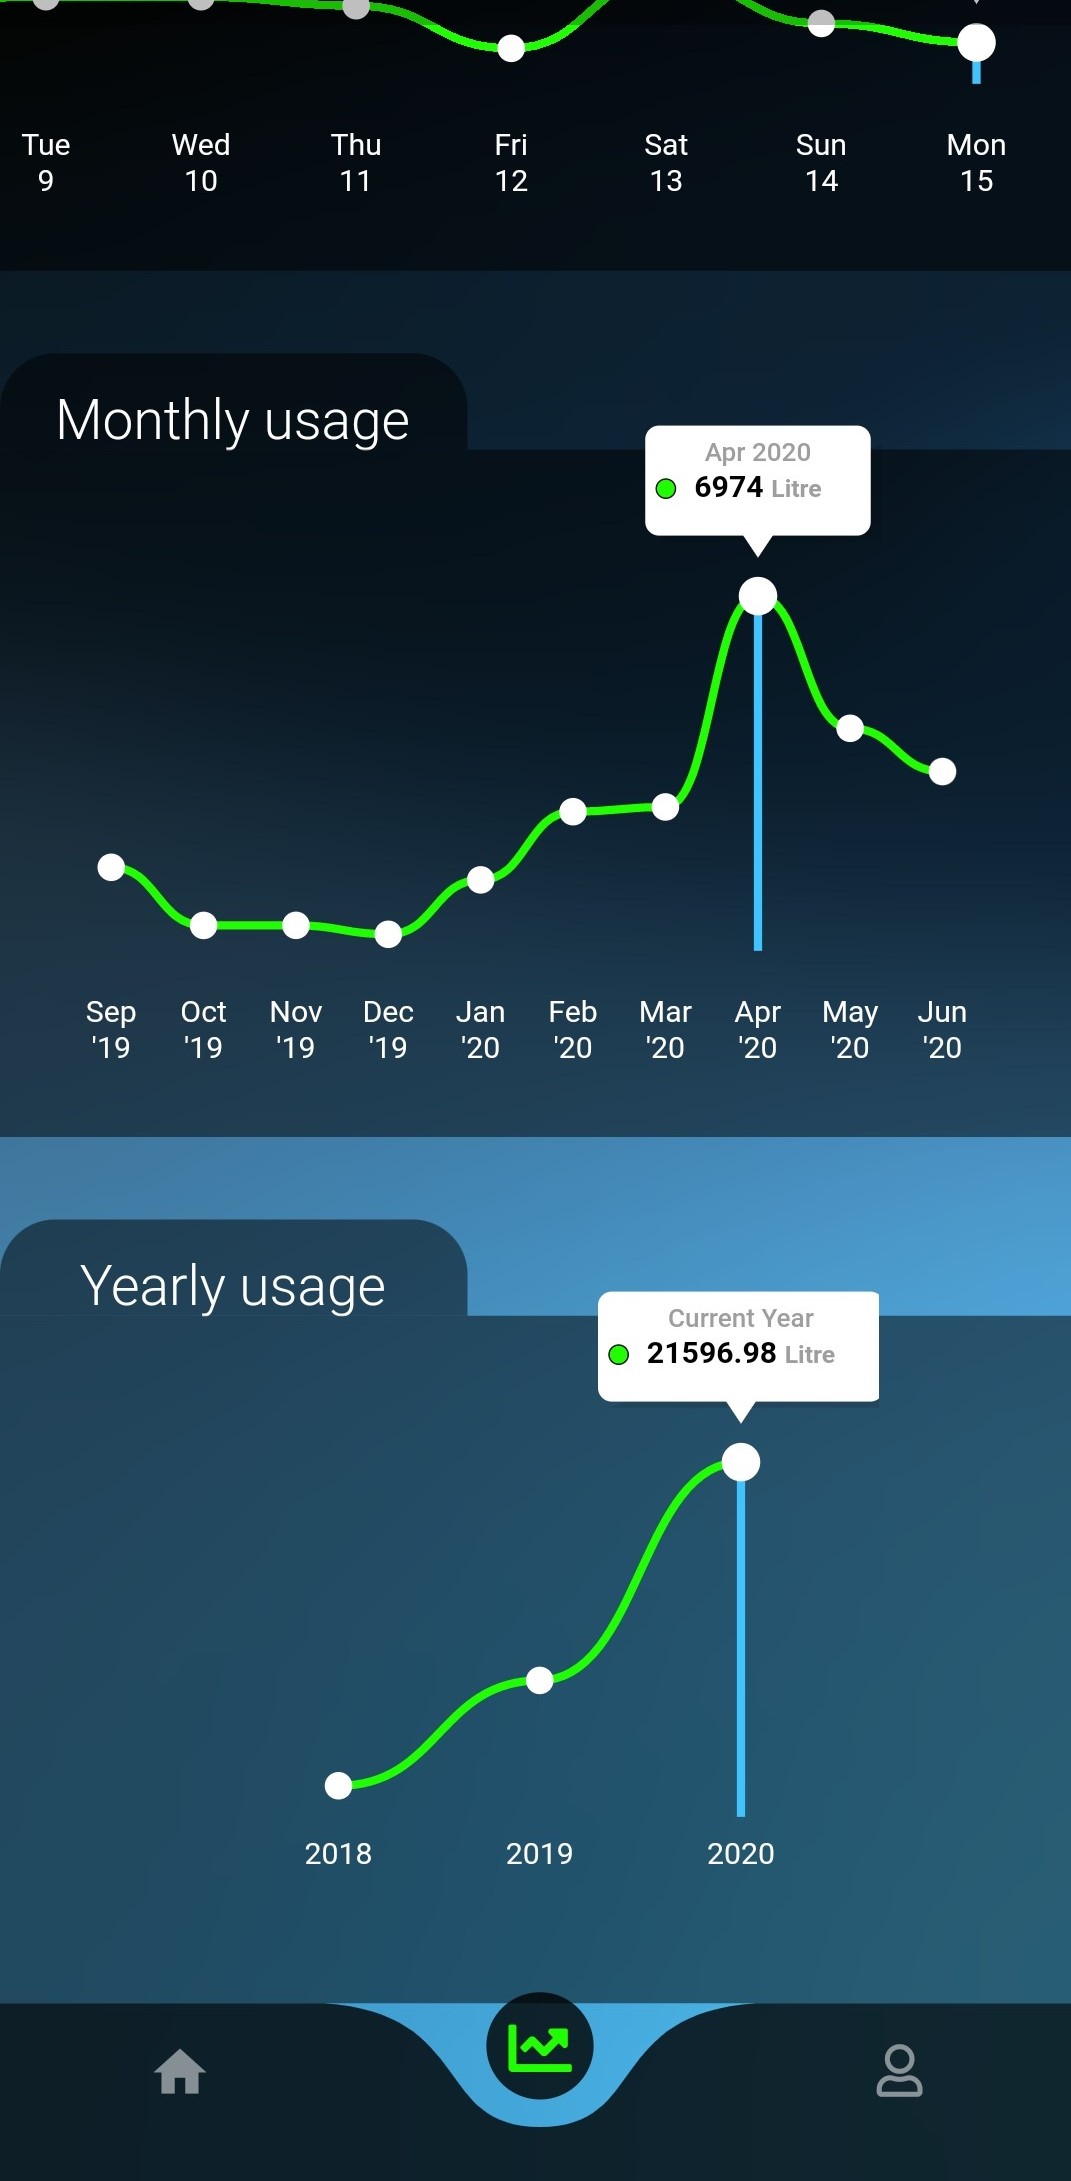 Tue Wed Thu Fri Sat Sun Mon
9 10 11 12 13 14 15
Monthly usage
Apr 2020
6974 Litre
Sep Oct Nov Dec Jan Feb Mar Apr May Jun
'19 '19 '19 '19 '20 '20 '20 '20 '20 '20
Yearly usage
Current Year
21596.98 Litre
2018 2019 2020